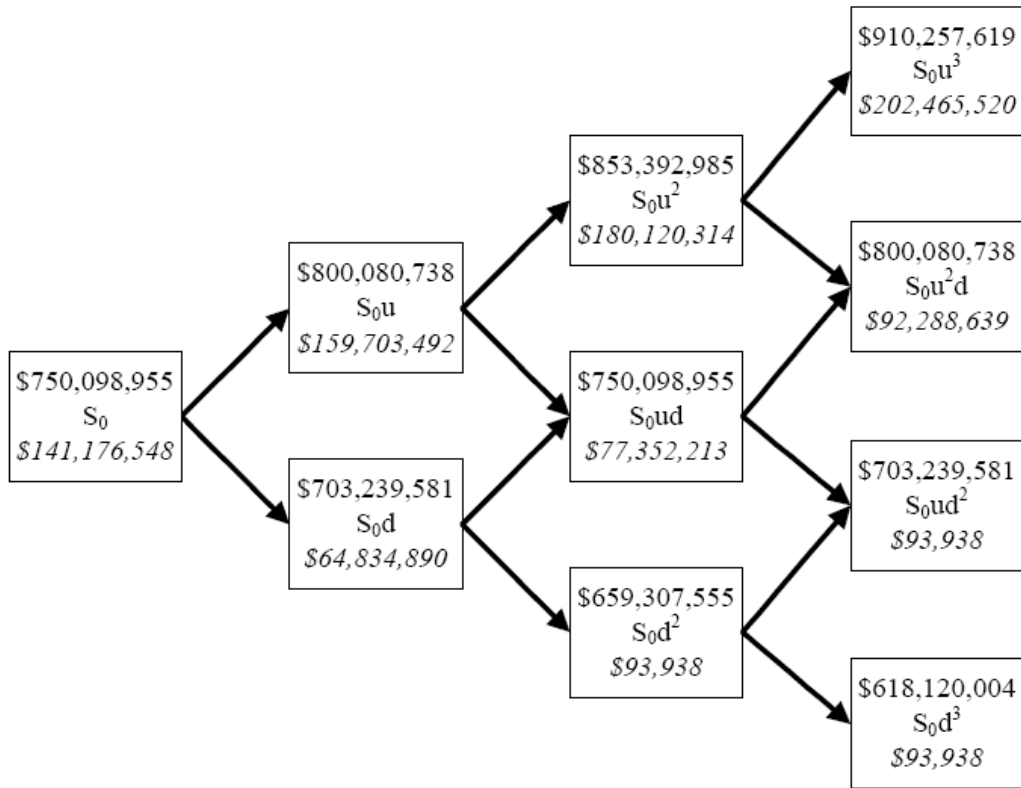 $750,098,955
S₀
$141,176,548
$800,080,738
S₀u
$159,703,492
$703,239,581
S₀d
$64,834,890
$853,392,985
S₀u²
$180,120,314
$750,098,955
S₀ud
$77,352,213
$659,307,555
S₀d²
$93,938
$910,257,619
S₀u³
$202,465,520
$800,080,738
S₀u²d
$92,288,639
$703,239,581
S₀ud²
$93,938
$618,120,004
S₀d³
$93,938